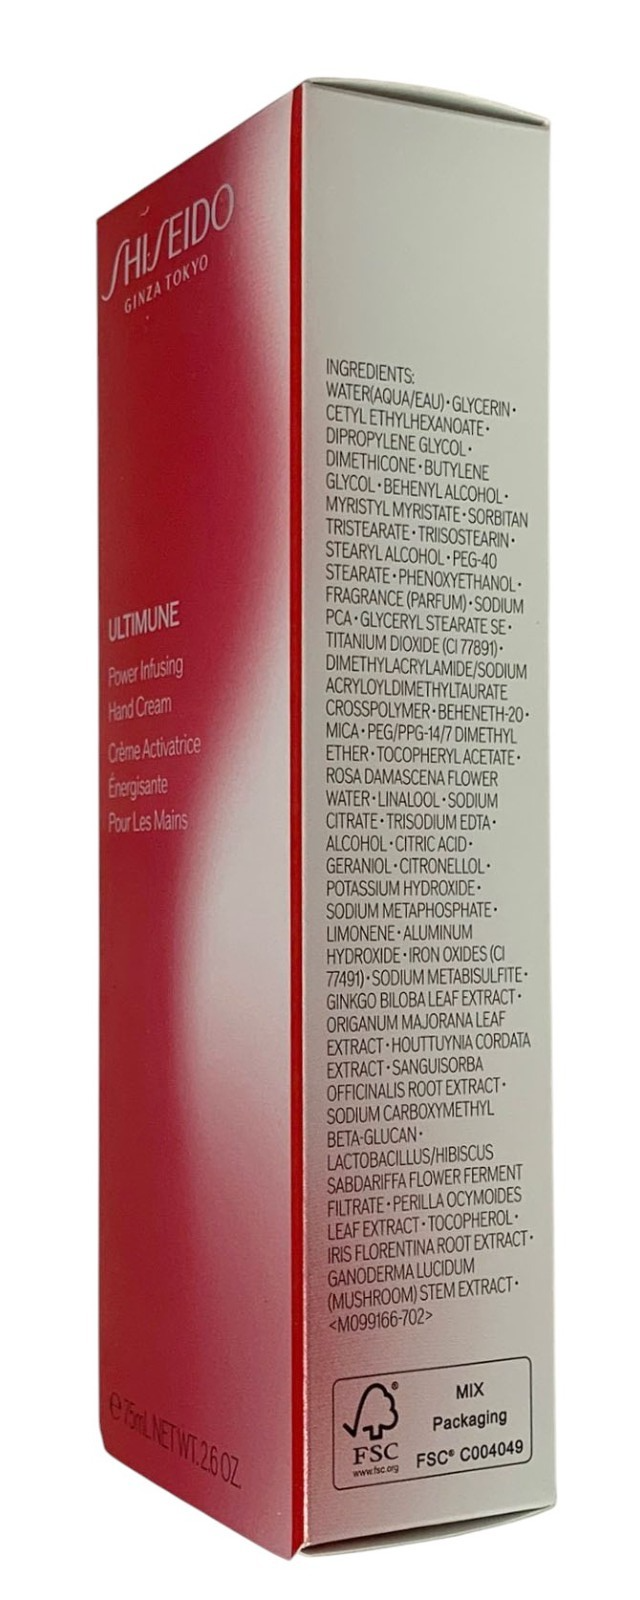 SHISEIDO
GINZA TOKYO
ULTIMUNE
Power Infusing
Hand Cream
Crème Activatrice
Énergisante
Pour Les Mains
℮ 75mL NET WT. 2.6 OZ.
INGREDIENTS:
WATER(AQUA/EAU)・GLYCERIN・
CETYL ETHYLHEXANOATE・
DIPROPYLENE GLYCOL・
DIMETHICONE・BUTYLENE
GLYCOL・BEHENYL ALCOHOL・
MYRISTYL MYRISTATE・SORBITAN
TRISTEARATE・TRIISOSTEARIN・
STEARYL ALCOHOL・PEG-40
STEARATE・PHENOXYETHANOL・
FRAGRANCE (PARFUM)・SODIUM
PCA・GLYCERYL STEARATE SE・
TITANIUM DIOXIDE (CI 77891)・
DIMETHYLACRYLAMIDE/SODIUM
ACRYLOYLDIMETHYLTAURATE
CROSSPOLYMER・BEHENETH-20・
MICA・PEG/PPG-14/7 DIMETHYL
ETHER・TOCOPHERYL ACETATE・
ROSA DAMASCENA FLOWER
WATER・LINALOOL・SODIUM
CITRATE・TRISODIUM EDTA・
ALCOHOL・CITRIC ACID・
GERANIOL・CITRONELLOL・
POTASSIUM HYDROXIDE・
SODIUM METAPHOSPHATE・
LIMONENE・ALUMINUM
HYDROXIDE・IRON OXIDES (CI
77491)・SODIUM METABISULFITE・
GINKGO BILOBA LEAF EXTRACT・
ORIGANUM MAJORANA LEAF
EXTRACT・HOUTTUYNIA CORDATA
EXTRACT・SANGUISORBA
OFFICINALIS ROOT EXTRACT・
SODIUM CARBOXYMETHYL
BETA-GLUCAN・
LACTOBACILLUS/HIBISCUS
SABDARIFFA FLOWER FERMENT
FILTRATE・PERILLA OCYMOIDES
LEAF EXTRACT・TOCOPHEROL・
IRIS FLORENTINA ROOT EXTRACT・
GANODERMA LUCIDUM
(MUSHROOM) STEM EXTRACT・
<M099166-702>
®
FSC
www.fsc.org
MIX
Packaging
FSC® C004049